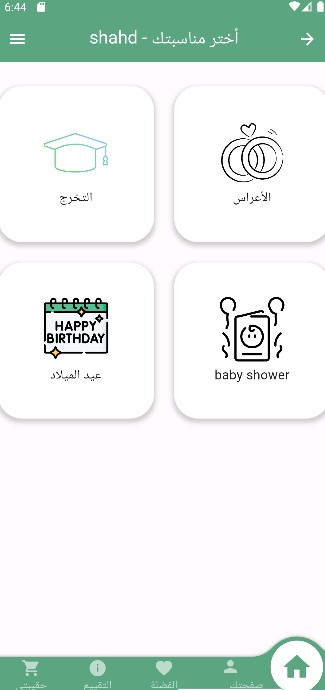 6:44
أختر مناسبتك - shahd
الأعراس
التخرج
HAPPY
BIRTHDAY
baby shower
عيد الميلاد
صفحتك
المفضلة
التقييم
حقيبتي